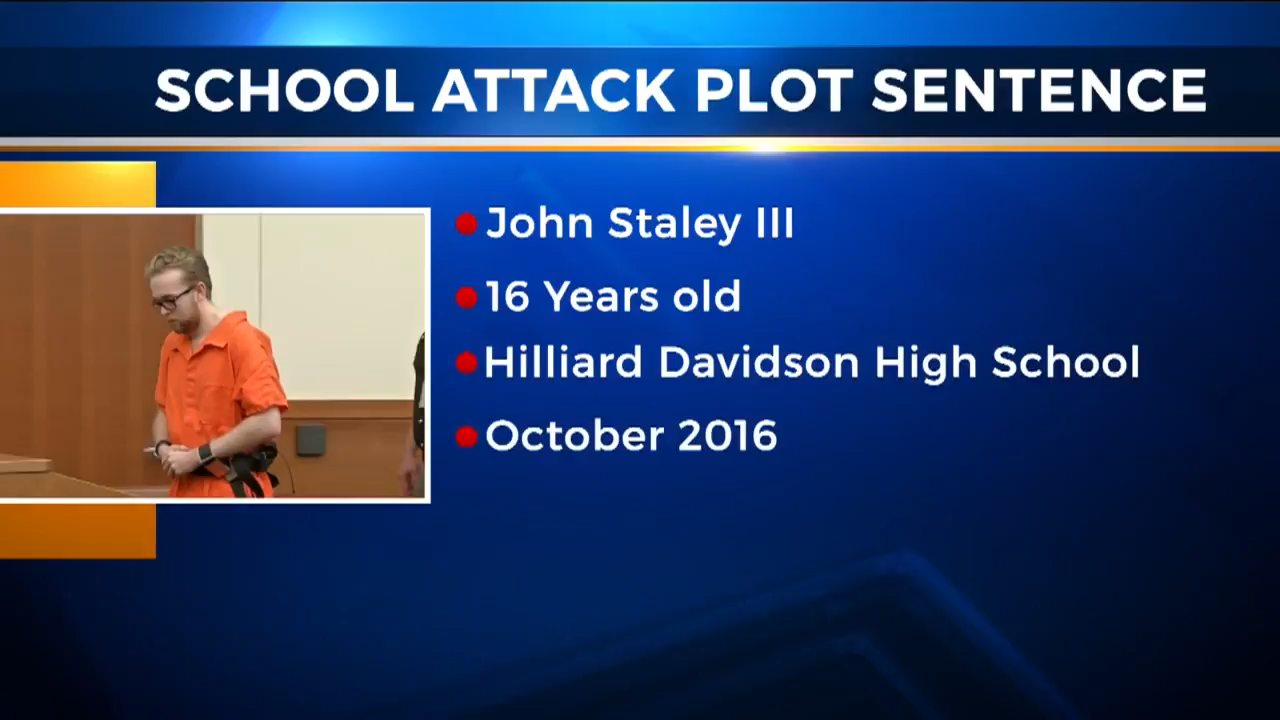 SCHOOL ATTACK PLOT SENTENCE
John Staley III
16 Years old
Hilliard Davidson High School
October 2016